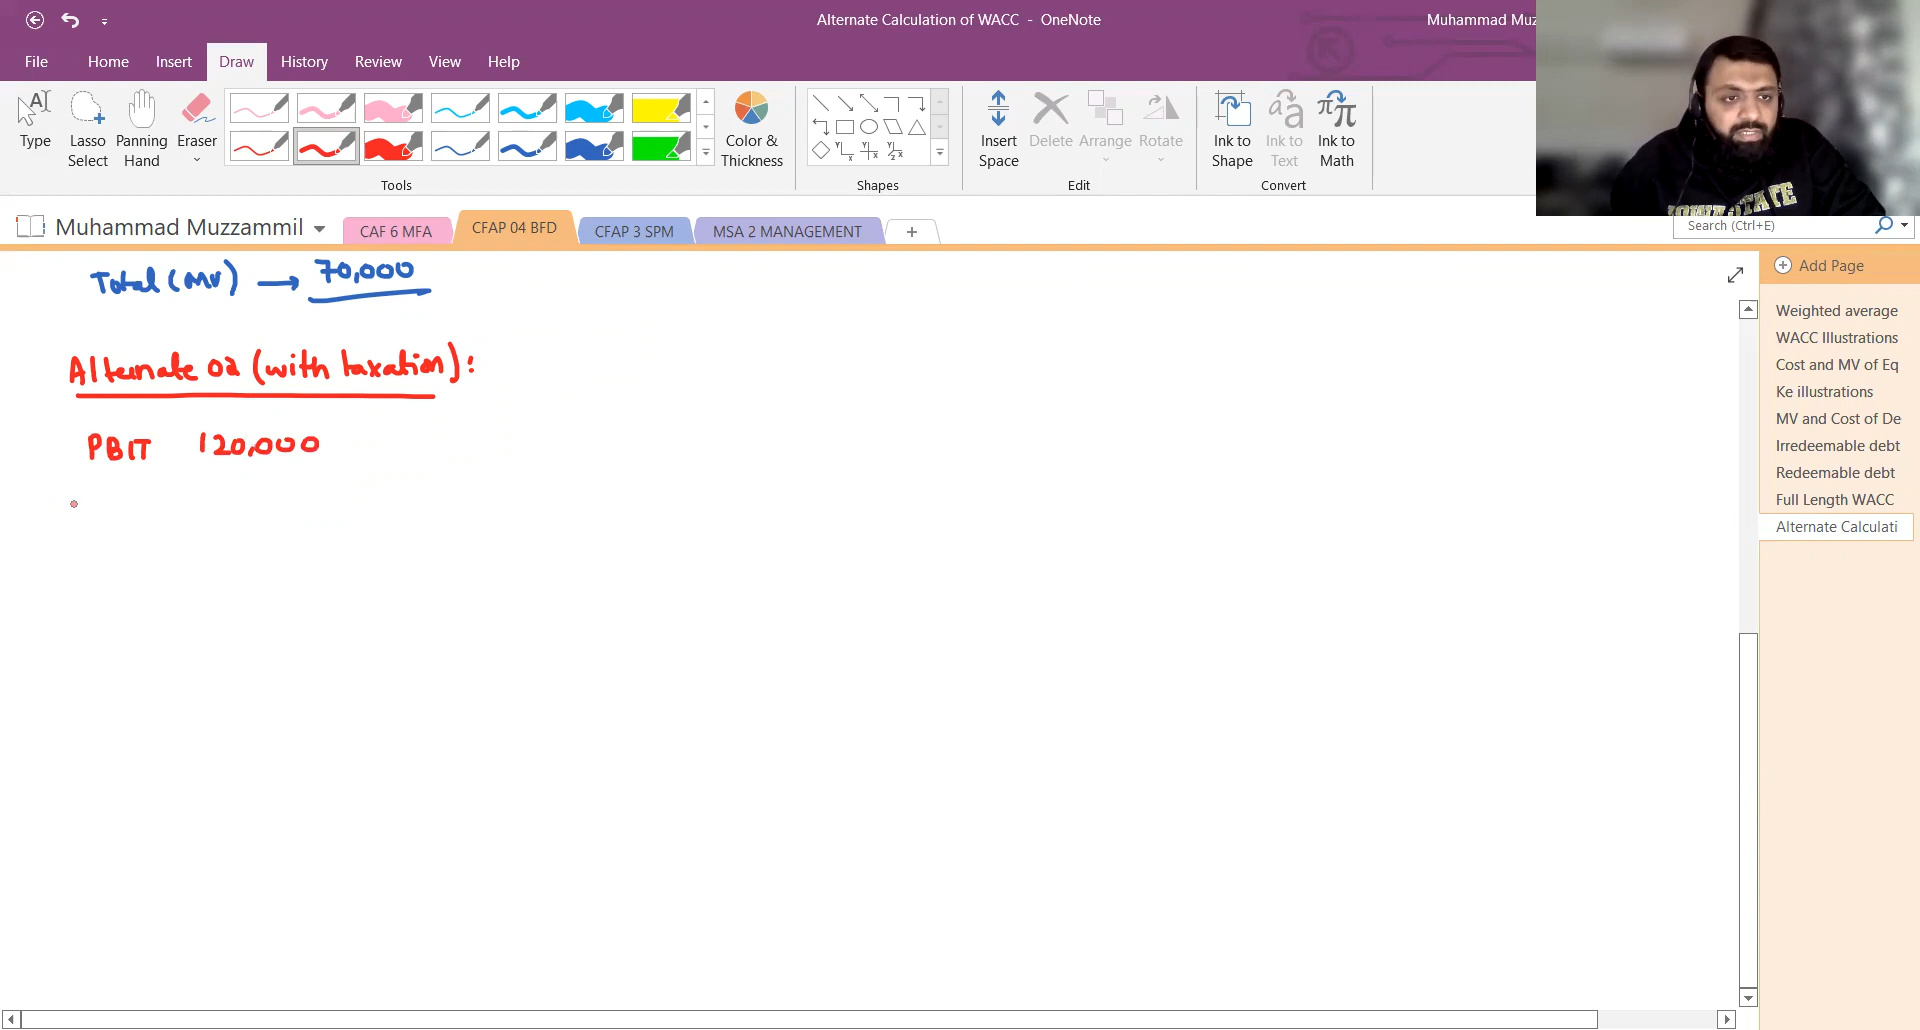 Alternate Calculation of WACC - OneNote
Muhammad Muz
File Home Insert Draw History Review View Help
Type
Lasso Select
Panning Hand
Eraser
Color & Thickness
Insert Space
Delete
Arrange
Rotate
Ink to Shape
Ink to Text
Ink to Math
Tools Shapes Edit Convert
Muhammad Muzzammil
CAF 6 MFA
CFAP 04 BFD
CFAP 3 SPM
MSA 2 MANAGEMENT
Search (Ctrl+E)
Total (MV) → 70,000
Alternate 02 (with taxation):
PBIT 120,000
Add Page
Weighted average
WACC Illustrations
Cost and MV of Eq
Ke illustrations
MV and Cost of De
Irredeemable debt
Redeemable debt
Full Length WACC
Alternate Calculati
STATE